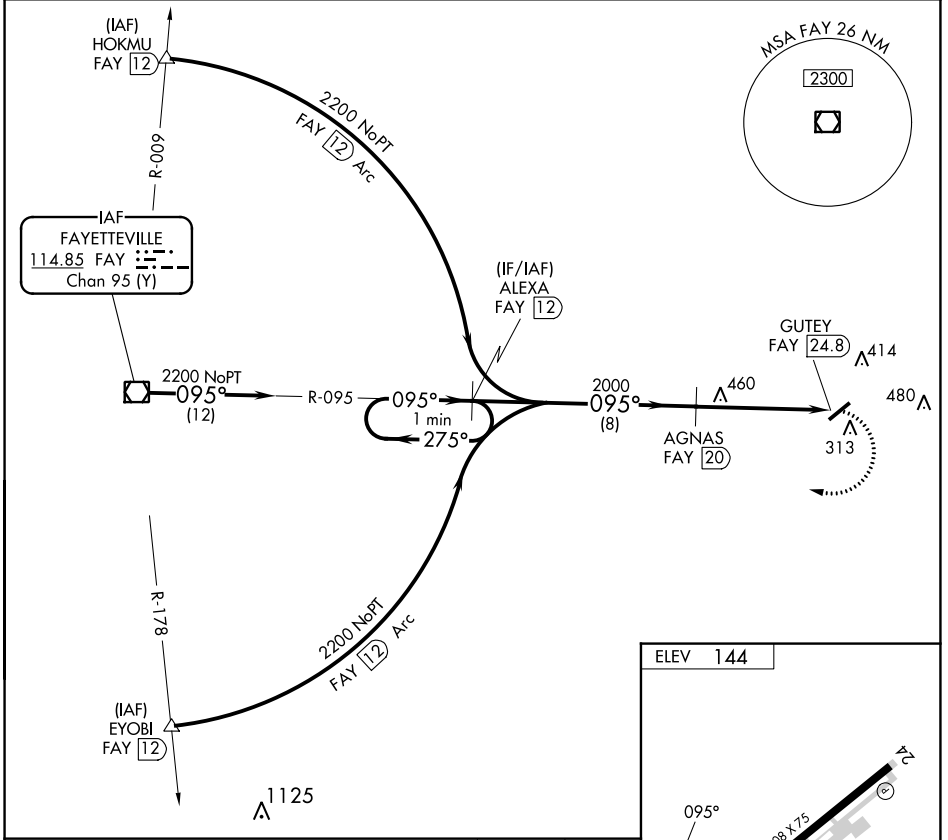 (IAF)
HOKMU
FAY 12
MSA FAY 26 NM
2300
2200 NoPT
FAY 12 Arc
R-009
IAF
FAYETTEVILLE
114.85 FAY
Chan 95 (Y)
(IF/IAF)
ALEXA
FAY 12
GUTEY
FAY 24.8
414
2200 NoPT
095°
(12)
R-095
095°
1 min
275°
2000
095°
(8)
460
480
AGNAS
FAY 20
313
R-178
2200 NoPT
FAY 12 Arc
(IAF)
EYOBI
FAY 12
1125
ELEV 144
24
P
095°
08 X 75